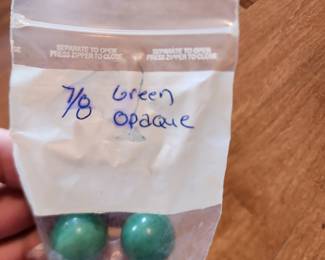 SEPARATE TO OPEN
PRESS ZIPPER TO CLOSE
SEPARATE TO OPEN
PRESS ZIPPER TO CLOSE
7/8 Green
Opaque